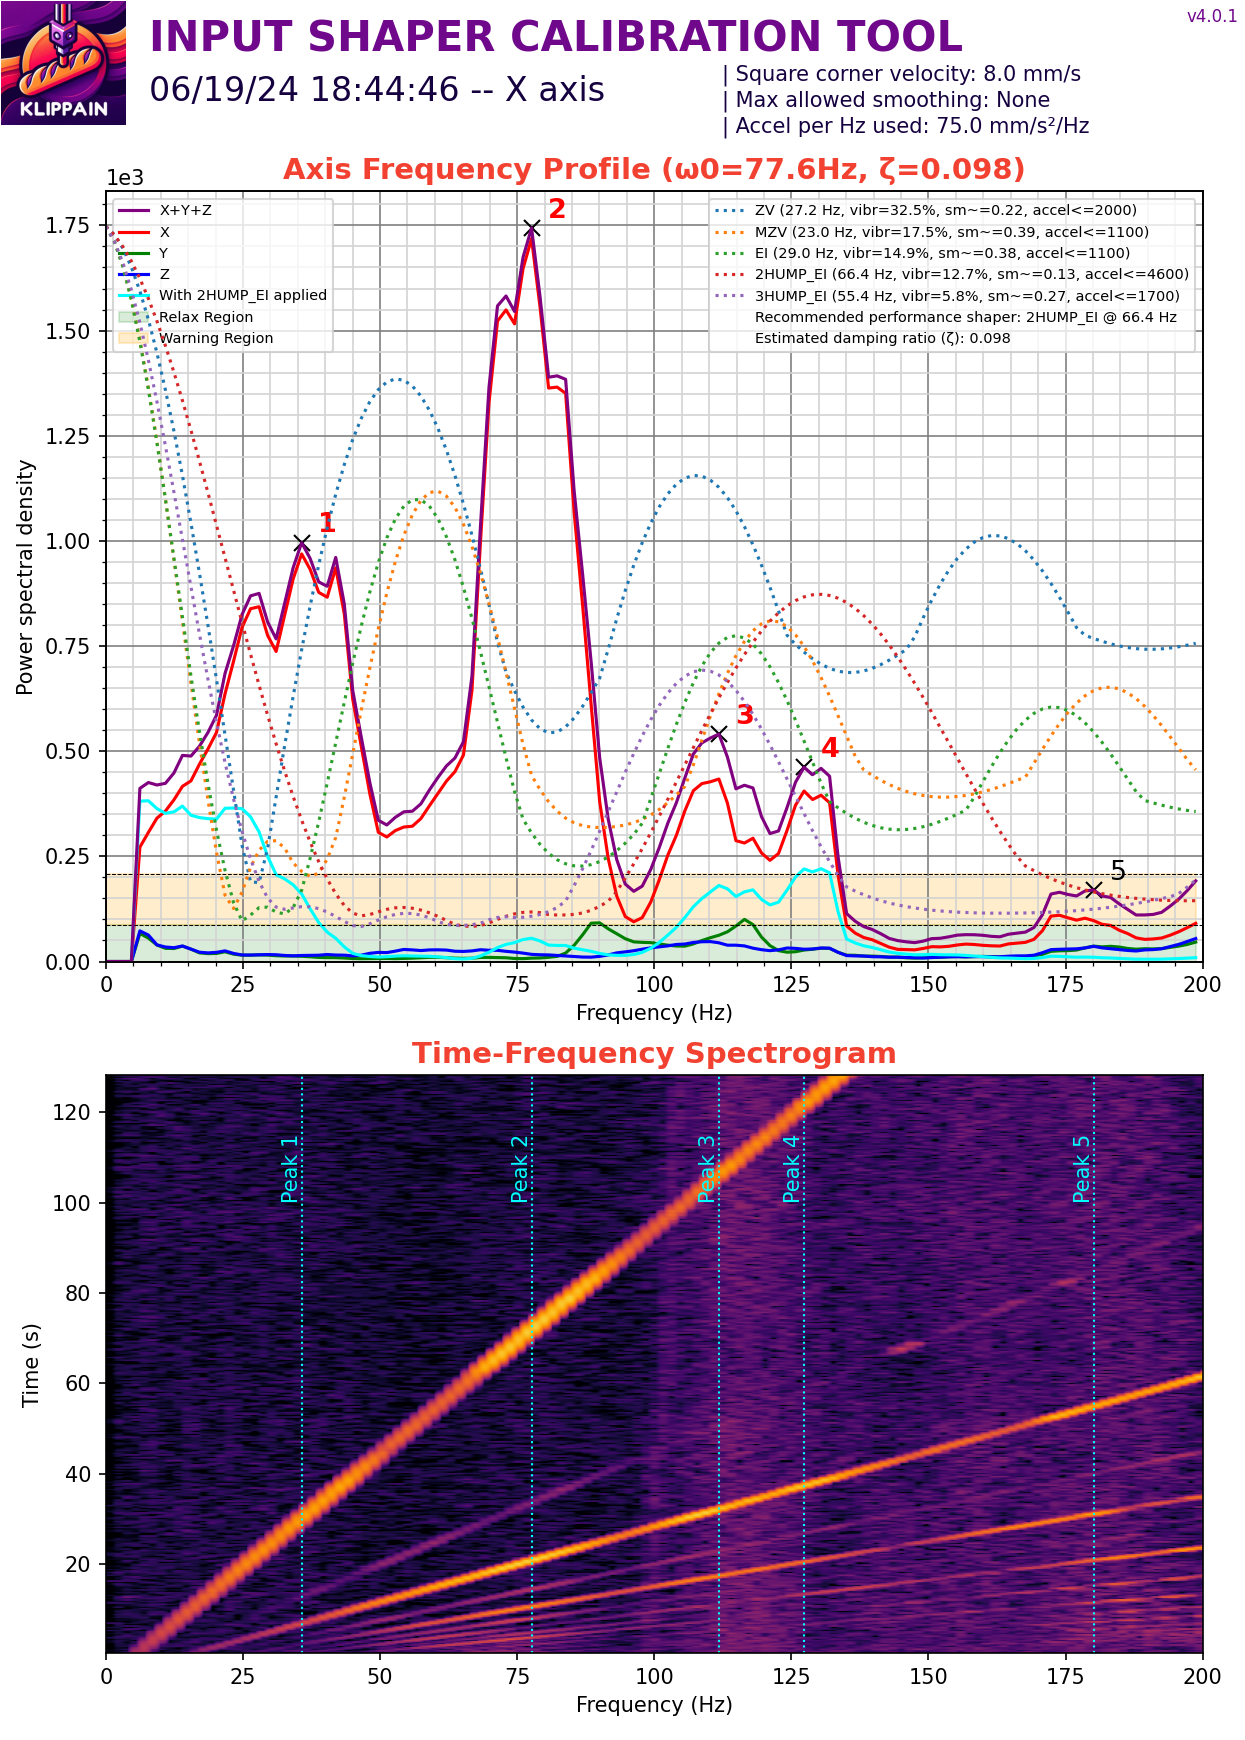 v4.0.1
KLIPPAIN
INPUT SHAPER CALIBRATION TOOL
06/19/24 18:44:46 -- X axis
| Square corner velocity: 8.0 mm/s
| Max allowed smoothing: None
| Accel per Hz used: 75.0 mm/s²/Hz
Axis Frequency Profile (ω0=77.6Hz, ζ=0.098)
1e3
X+Y+Z
X
Y
Z
With 2HUMP_EI applied
Relax Region
Warning Region
ZV (27.2 Hz, vibr=32.5%, sm~=0.22, accel<=2000)
MZV (23.0 Hz, vibr=17.5%, sm~=0.39, accel<=1100)
EI (29.0 Hz, vibr=14.9%, sm~=0.38, accel<=1100)
2HUMP_EI (66.4 Hz, vibr=12.7%, sm~=0.13, accel<=4600)
3HUMP_EI (55.4 Hz, vibr=5.8%, sm~=0.27, accel<=1700)
Recommended performance shaper: 2HUMP_EI @ 66.4 Hz
Estimated damping ratio (ζ): 0.098
1
2
3
4
5
Power spectral density
1.75
1.50
1.25
1.00
0.75
0.50
0.25
0.00
0 25 50 75 100 125 150 175 200
Frequency (Hz)
Time-Frequency Spectrogram
Time (s)
120
100
80
60
40
20
Peak 1
Peak 2
Peak 3
Peak 4
Peak 5
0 25 50 75 100 125 150 175 200
Frequency (Hz)